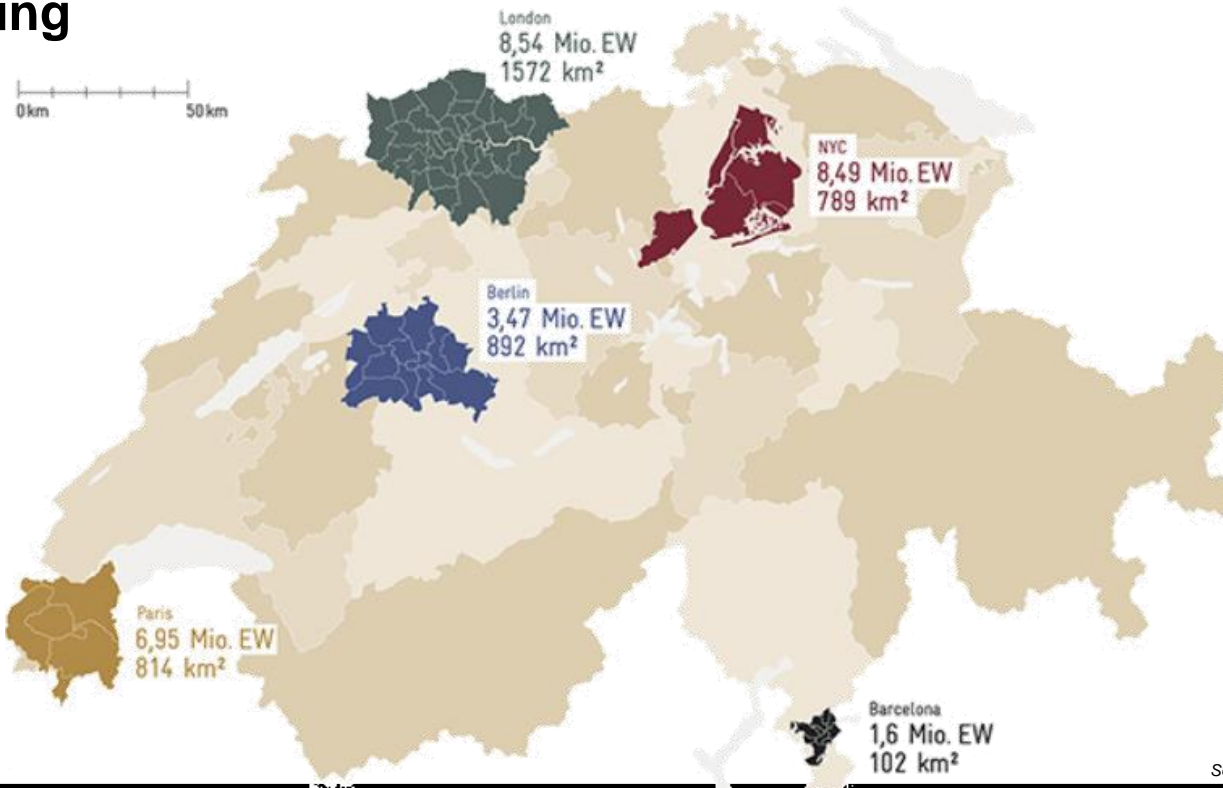 ung
0km 50km
London
8,54 Mio. EW
1572 km²
NYC
8,49 Mio. EW
789 km²
Berlin
3,47 Mio. EW
892 km²
Paris
6,95 Mio. EW
814 km²
Barcelona
1,6 Mio. EW
102 km²